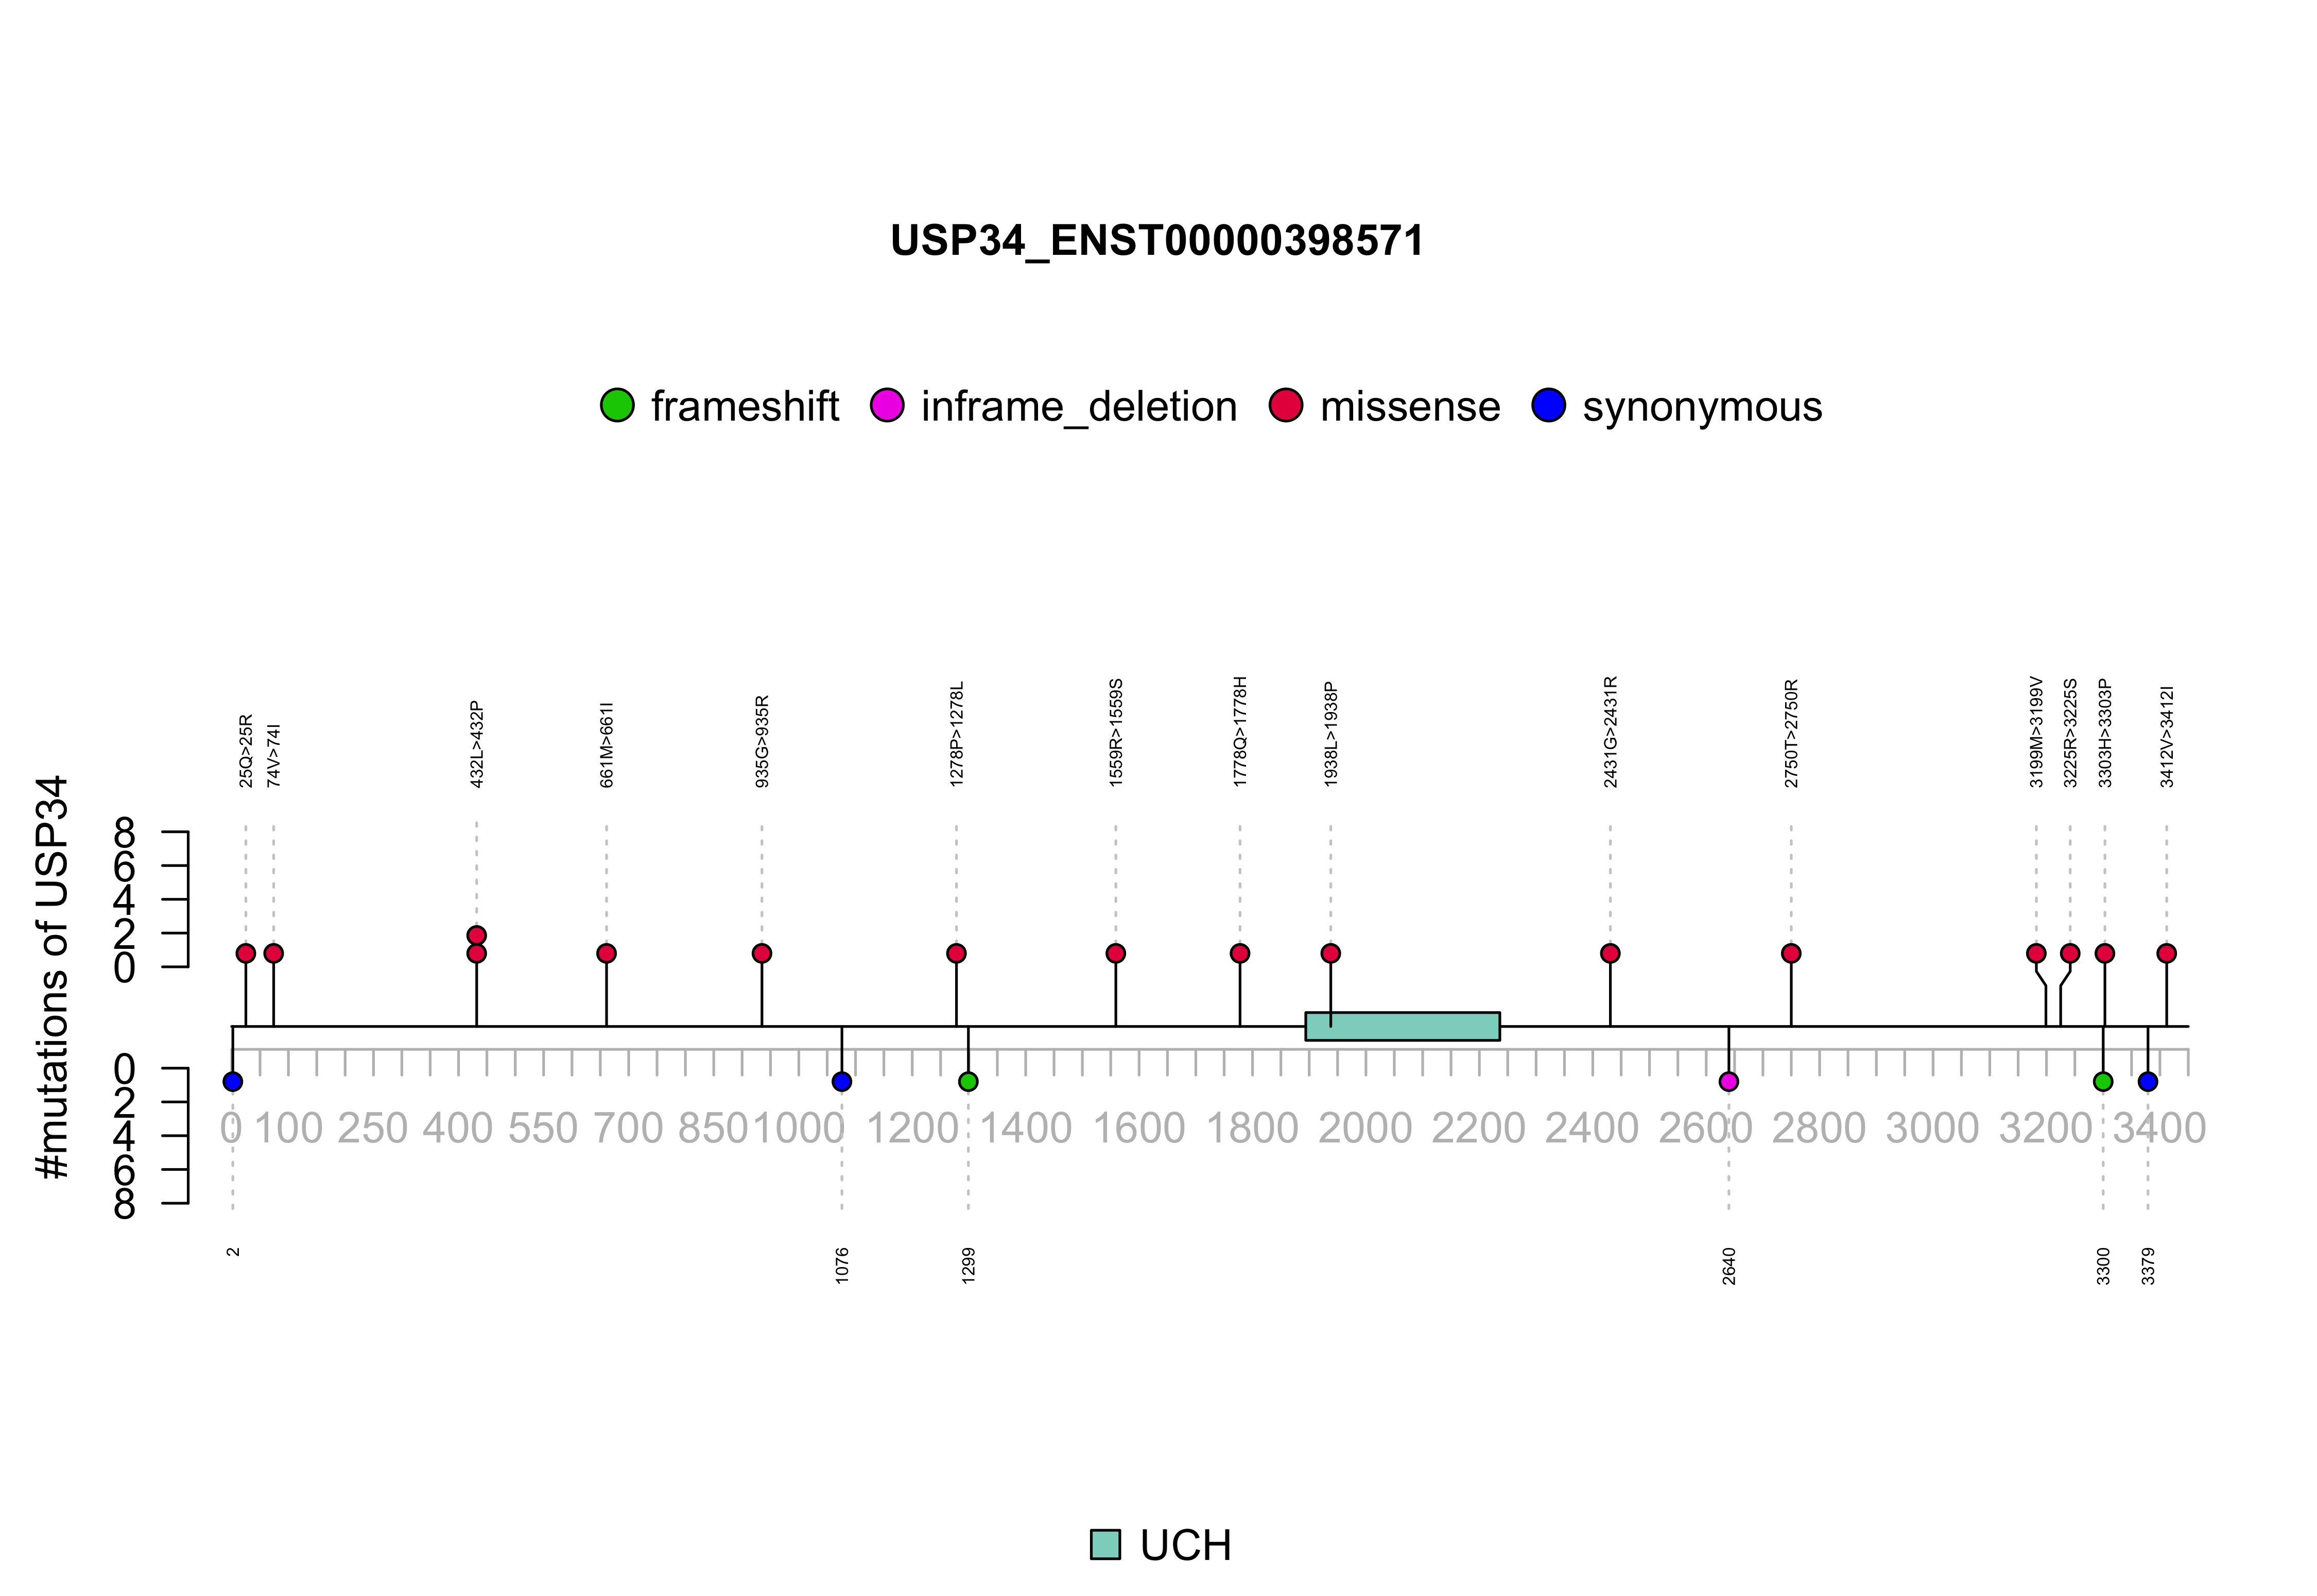 USP34_ENST00000398571
frameshift inframe_deletion missense synonymous
25Q>25R
74V>74I
432L>432P
661M>661I
935G>935R
1278P>1278L
1559R>1559S
1778Q>1778H
1938L>1938P
2431G>2431R
2750T>2750R
3199M>3199V
3225R>3225S
3303H>3303P
3412V>3412I
#mutations of USP34
8
6
4
2
0
0
2
4
6
8
0 100 250 400 550 700 850 1000 1200 1400 1600 1800 2000 2200 2400 2600 2800 3000 3200 3400
2
1076
1299
2640
3300
3379
UCH